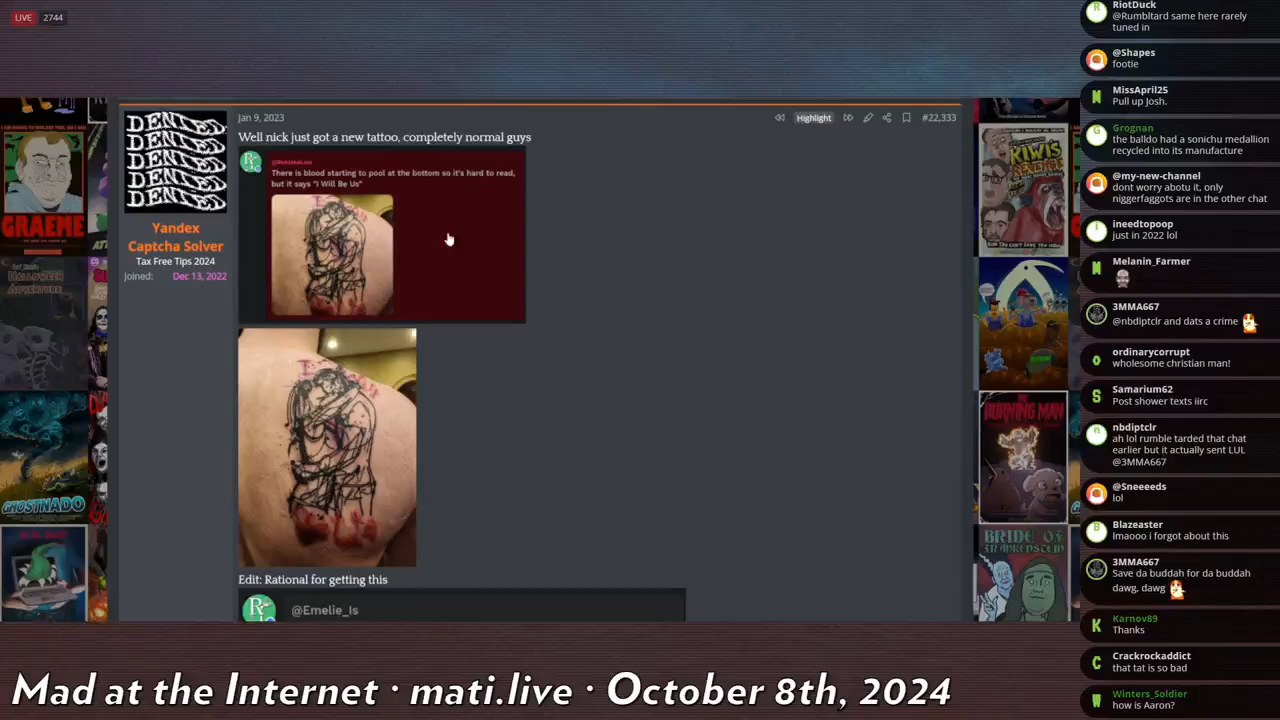 LIVE 2744
GRAEME
GHOSTNADO
DENIED
DENIED
DENIED
DENIED
DENIED
Yandex
Captcha Solver
Tax Free Tips 2024
Joined: Dec 13, 2022
Jan 9, 2023
Highlight
#22,333
Well nick just got a new tattoo, completely normal guys
There is blood starting to pool at the bottom so it's hard to read,
but it says "I Will Be Us"
Edit: Rational for getting this
@Emelie_Is
KIWIS
REVENGE
BURNING MAN
BRIDE OF
FRANKENSTEIN
RiotDuck
@Rumbltard same here rarely
tuned in
@Shapes
footie
MissApril25
Pull up Josh.
Grognan
the balldo had a sonichu medallion
recycled into its manufacture
@my-new-channel
dont worry abotu it, only
niggerfaggots are in the other chat
ineedtopoop
just in 2022 lol
Melanin_Farmer
3MMA667
@nbdiptclr and dats a crime
ordinarycorrupt
wholesome christian man!
Samarium62
Post shower texts iirc
nbdiptclr
ah lol rumble tarded that chat
earlier but it actually sent LUL
@3MMA667
@Sneeeeds
lol
Blazeaster
lmaooo i forgot about this
3MMA667
Save da buddah for da buddah
dawg, dawg
Karnov89
Thanks
Crackrockaddict
that tat is so bad
Winters_Soldier
how is Aaron?
Mad at the Internet · mati.live · October 8th, 2024